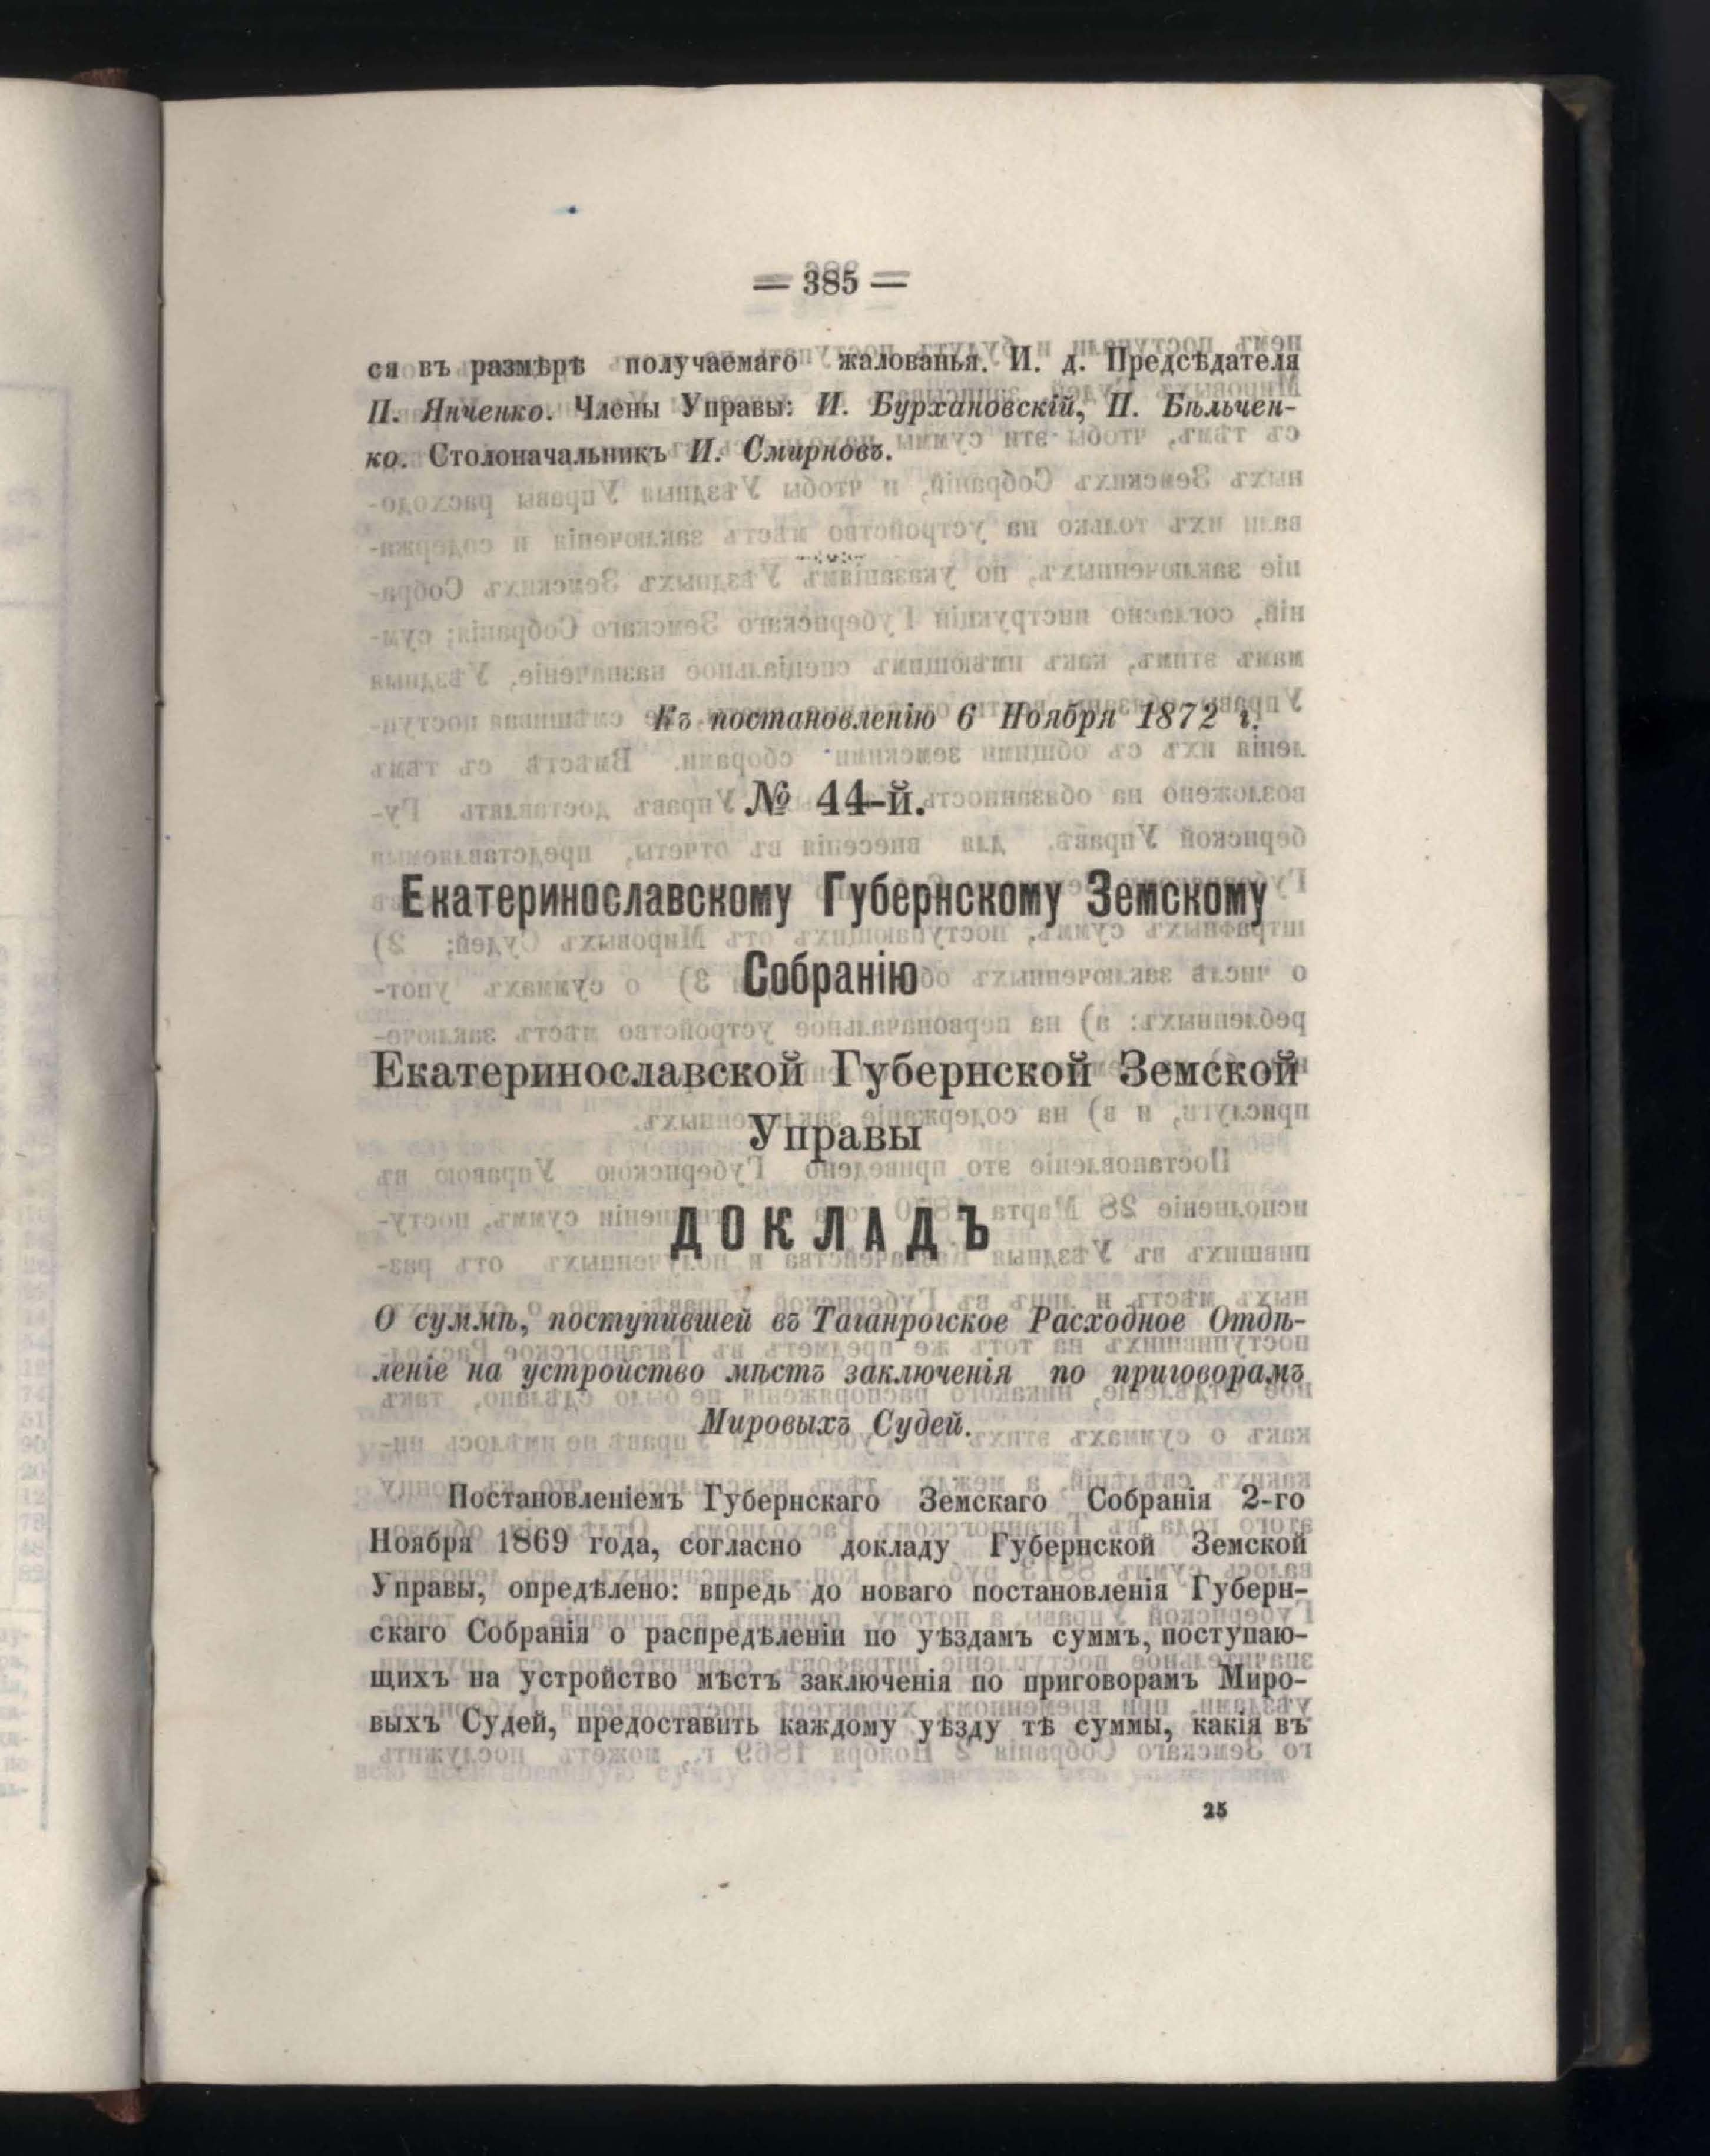 = 385 =
ся въ размѣрѣ получаемаго жалованья. И. д. Предсѣдателя
П. Янченко. Члены Управы: И. Бурхановскій, П. Бѣльчен-
ко. Столоначальникъ И. Смирновъ.
Къ постановленію 6 Ноября 1872 г.
№ 44-й.
Екатеринославскому Губернскому Земскому
Собранію
Екатеринославской Губернской Земской
Управы
ДОКЛАДЪ
О суммѣ, поступившей въ Таганрогское Расходное Отдѣ-
леніе на устройство мѣстъ заключенія по приговорамъ
Мировыхъ Судей.
Постановленіемъ Губернскаго Земскаго Собранія 2-го
Ноября 1869 года, согласно докладу Губернской Земской
Управы, опредѣлено: впредь до новаго постановленія Губерн-
скаго Собранія о распредѣленіи по уѣздамъ суммъ, поступаю-
щихъ на устройство мѣстъ заключенія по приговорамъ Миро-
выхъ Судей, предоставить каждому уѣзду тѣ суммы, какія въ
25